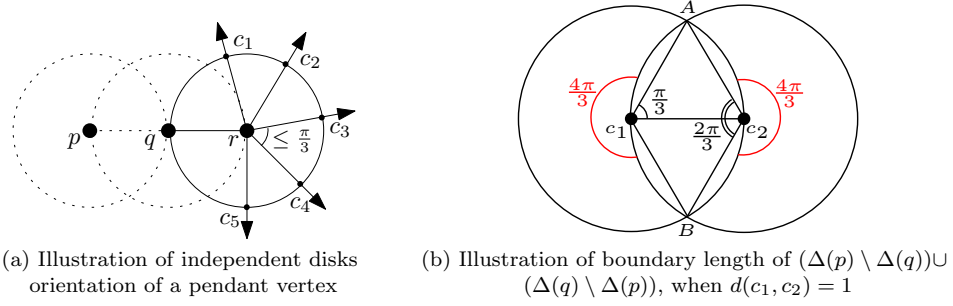 c₁
c₂
c₃
p q r ≤ π/3
c₄
c₅
(a) Illustration of independent disks
orientation of a pendant vertex
A
4π/3 π/3 4π/3
c₁ 2π/3 c₂
B
(b) Illustration of boundary length of (Δ(p) \ Δ(q))∪
(Δ(q) \ Δ(p)), when d(c₁, c₂) = 1